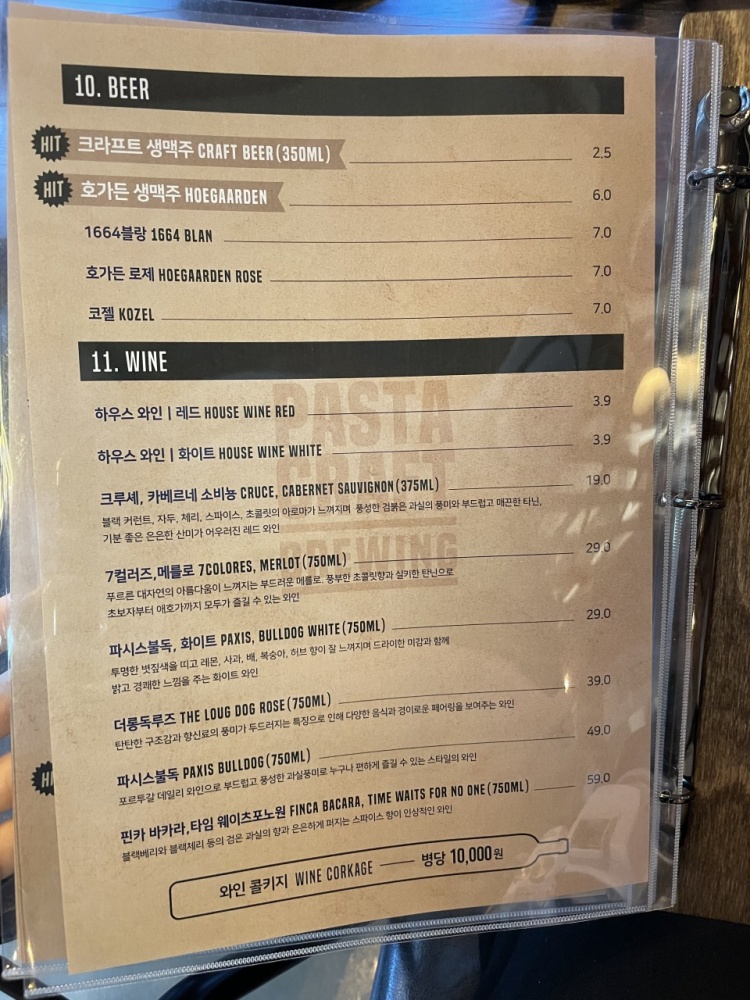 10. BEER
HIT 크라프트 생맥주 CRAFT BEER(350ML) 2.5
HIT 호가든 생맥주 HOEGAARDEN 6.0
1664블랑 1664 BLAN 7.0
호가든 로제 HOEGAARDEN ROSE 7.0
코젤 KOZEL 7.0
11. WINE
PASTA
CRAFT
BREWING
하우스 와인 | 레드 HOUSE WINE RED 3.9
하우스 와인 | 화이트 HOUSE WINE WHITE 3.9
크루세, 카베르네 소비뇽 CRUCE, CABERNET SAUVIGNON(375ML) 19.0
블랙 커런트, 자두, 체리, 스파이스, 초콜릿의 아로마가 느껴지며 풍성한 검붉은 과실의 풍미와 부드럽고 매끈한 타닌,
기분 좋은 은은한 산미가 어우러진 레드 와인
7컬러즈, 메를로 7COLORES, MERLOT(750ML) 29.0
푸르른 대자연의 아름다움이 느껴지는 부드러운 메를로. 풍부한 초콜릿향과 실키한 탄닌으로
초보자부터 애호가까지 모두가 즐길 수 있는 와인
파시스불독, 화이트 PAXIS, BULLDOG WHITE(750ML) 29.0
투명한 볏짚색을 띠고 레몬, 사과, 배, 복숭아, 허브 향이 잘 느껴지며 드라이한 미감과 함께
밝고 경쾌한 느낌을 주는 화이트 와인
더롱독루즈 THE LOUG DOG ROSE(750ML) 39.0
탄탄한 구조감과 향신료의 풍미가 두드러지는 특징으로 인해 다양한 음식과 경이로운 페어링을 보여주는 와인
파시스불독 PAXIS BULLDOG(750ML) 49.0
포르투갈 데일리 와인으로 부드럽고 풍성한 과실풍미로 누구나 편하게 즐길 수 있는 스타일의 와인
핀카 바카라,타임 웨이츠포노원 FINCA BACARA, TIME WAITS FOR NO ONE(750ML) 59.0
블랙베리와 블랙체리 등의 검은 과실의 향과 은은하게 퍼지는 스파이스 향이 인상적인 와인
와인 콜키지 WINE CORKAGE 병당 10,000원